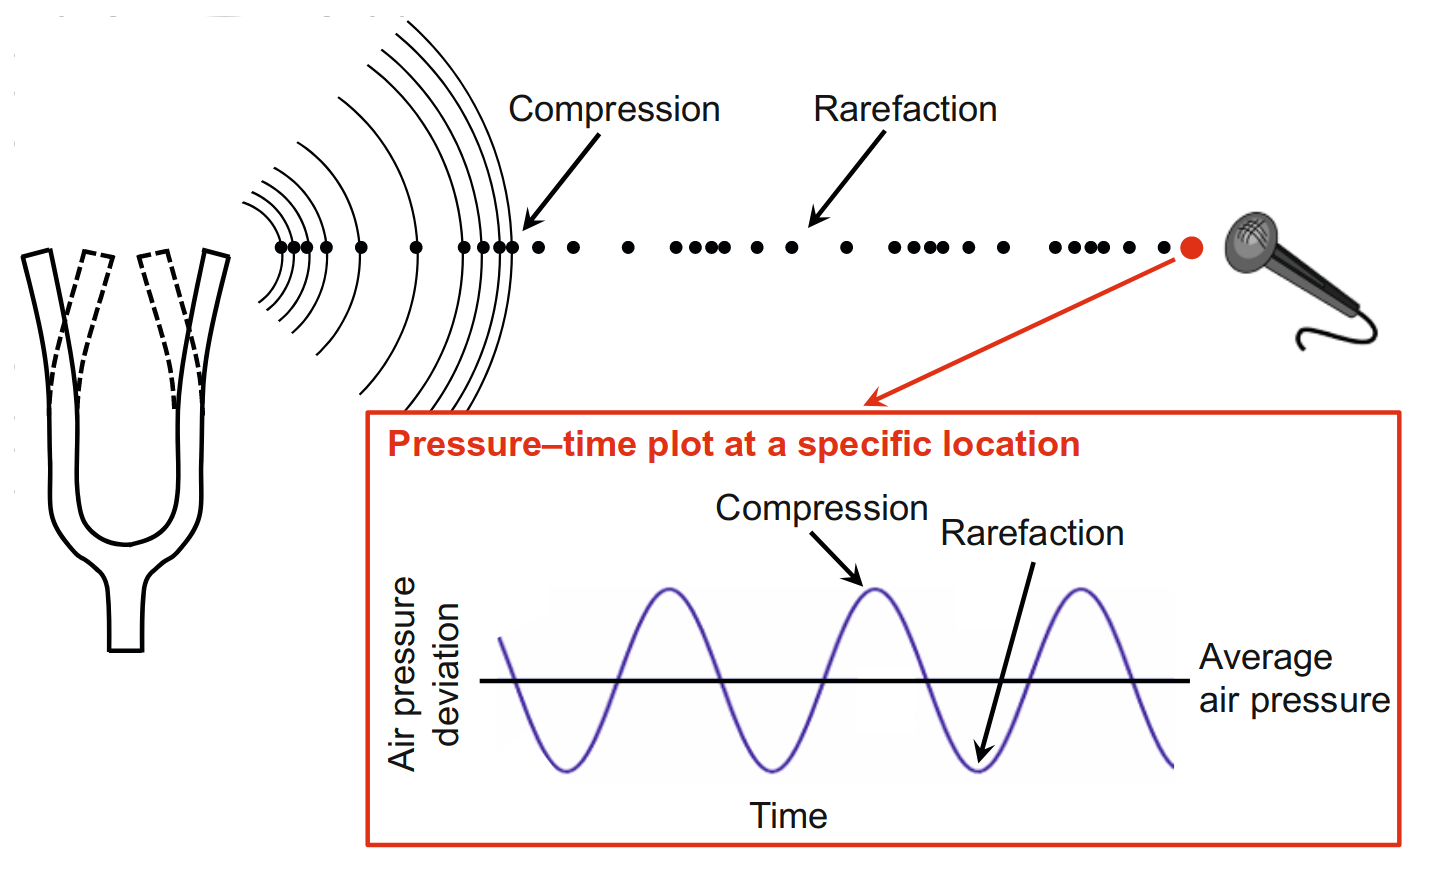 Compression
Rarefaction
Pressure–time plot at a specific location
Compression
Rarefaction
Air pressure
deviation
Average
air pressure
Time